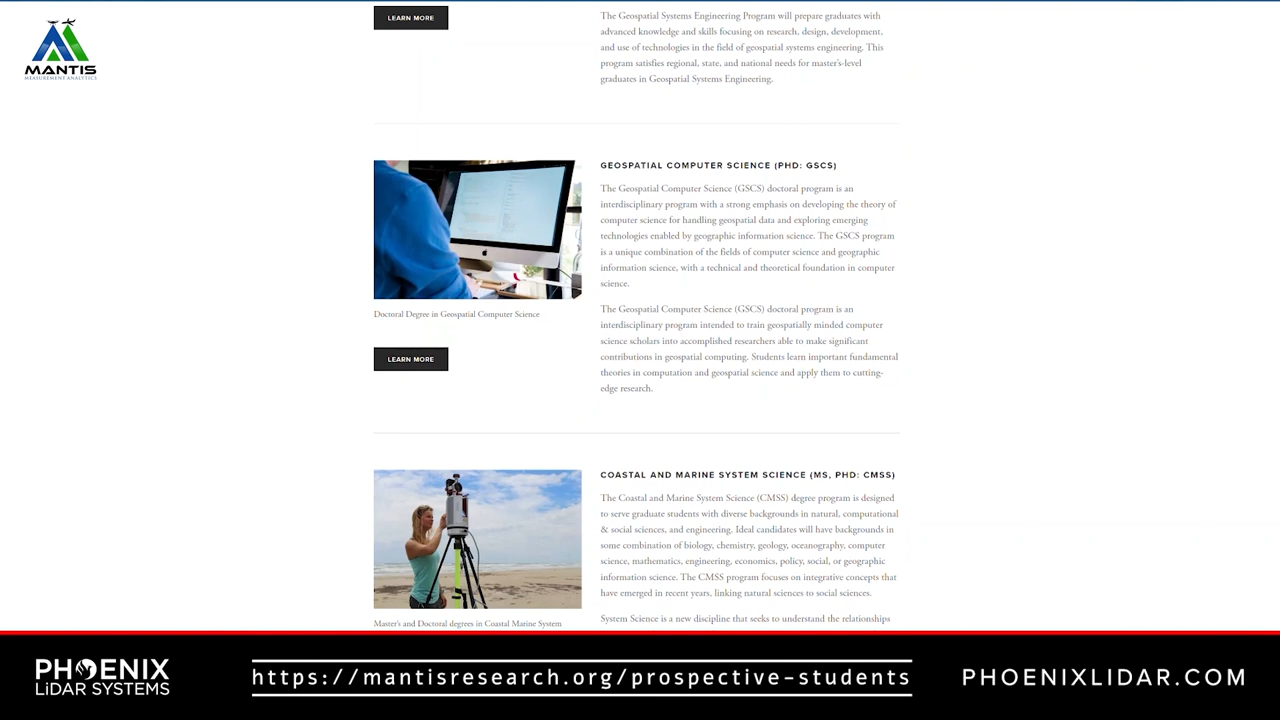 LEARN MORE
The Geospatial Systems Engineering Program will prepare graduates with
advanced knowledge and skills focusing on research, design, development,
and use of technologies in the field of geospatial systems engineering. This
program satisfies regional, state, and national needs for master's-level
graduates in Geospatial Systems Engineering.
MANTIS
MEASUREMENT ANALYTICS
GEOSPATIAL COMPUTER SCIENCE (PHD: GSCS)
The Geospatial Computer Science (GSCS) doctoral program is an
interdisciplinary program with a strong emphasis on developing the theory of
computer science for handling geospatial data and exploring emerging
technologies enabled by geographic information science. The GSCS program
is a unique combination of the fields of computer science and geographic
information science, with a technical and theoretical foundation in computer
science.
The Geospatial Computer Science (GSCS) doctoral program is an
interdisciplinary program intended to train geospatially minded computer
science scholars into accomplished researchers able to make significant
contributions in geospatial computing. Students learn important fundamental
theories in computation and geospatial science and apply them to cutting-
edge research.
Doctoral Degree in Geospatial Computer Science
LEARN MORE
COASTAL AND MARINE SYSTEM SCIENCE (MS, PHD: CMSS)
The Coastal and Marine System Science (CMSS) degree program is designed
to serve graduate students with diverse backgrounds in natural, computational
& social sciences, and engineering. Ideal candidates will have backgrounds in
some combination of biology, chemistry, geology, oceanography, computer
science, mathematics, engineering, economics, policy, social, or geographic
information science. The CMSS program focuses on integrative concepts that
have emerged in recent years, linking natural sciences to social sciences.
System Science is a new discipline that seeks to understand the relationships
Master's and Doctoral degrees in Coastal Marine System
PHOENIX
LiDAR SYSTEMS
https://mantisresearch.org/prospective-students
PHOENIXLIDAR.COM